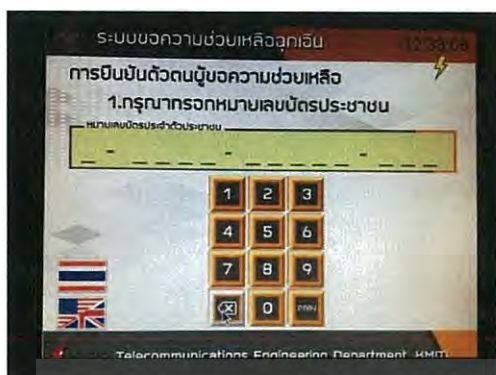 ระบบขอความช่วยเหลือฉุกเฉิน 12:33:06
การยืนยันตัวตนผู้ขอความช่วยเหลือ
1.กรุณากรอกหมายเลขบัตรประชาชน
หมายเลขบัตรประจำตัวประชาชน
_ - _ _ _ _ - _ _ _ _ _ - _ _ _
1 2 3
4 5 6
7 8 9
0 ตกลง
Telecommunications Engineering Department, KMITL